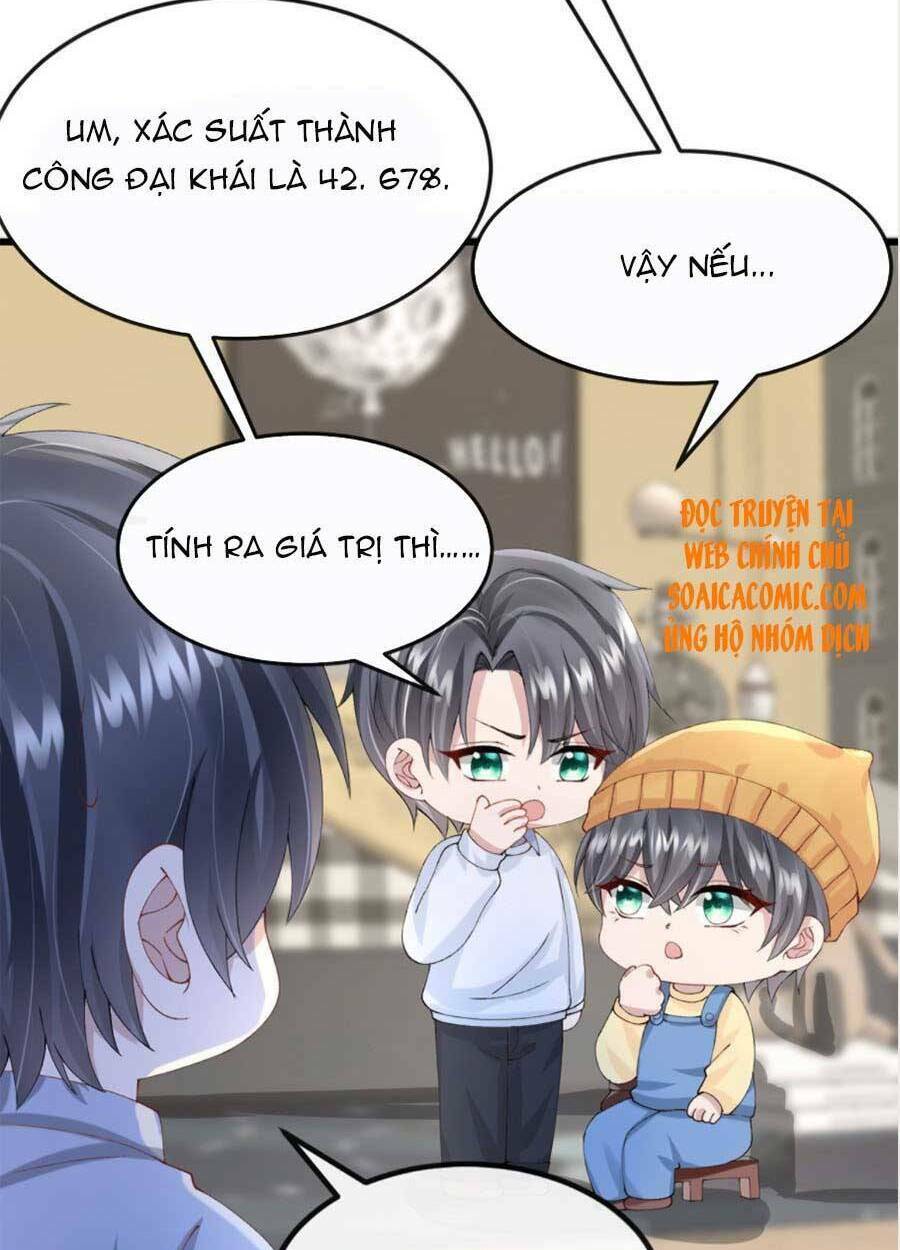 UM, XÁC SUẤT THÀNH
CÔNG ĐẠI KHÁI LÀ 42. 67%.
VẬY NẾU...
HELLO!
TÍNH RA GIÁ TRỊ THÌ......
ĐỌC TRUYỆN TẠI
WEB CHÍNH CHỦ
SOAICACOMIC.COM
ỦNG HỘ NHÓM DỊCH